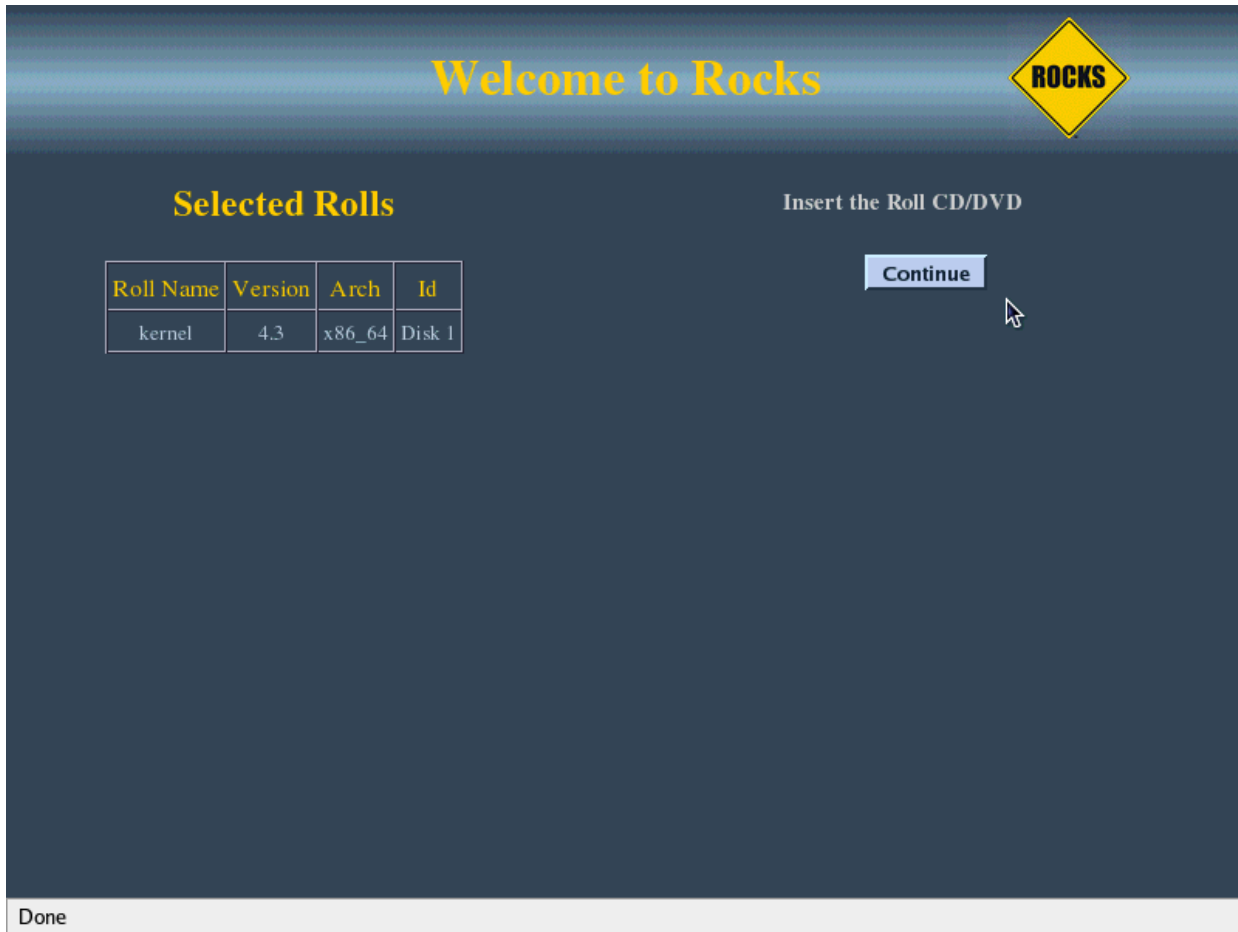 Welcome to Rocks
ROCKS
Selected Rolls
Insert the Roll CD/DVD
Continue
Roll Name Version Arch Id
kernel 4.3 x86_64 Disk 1
Done